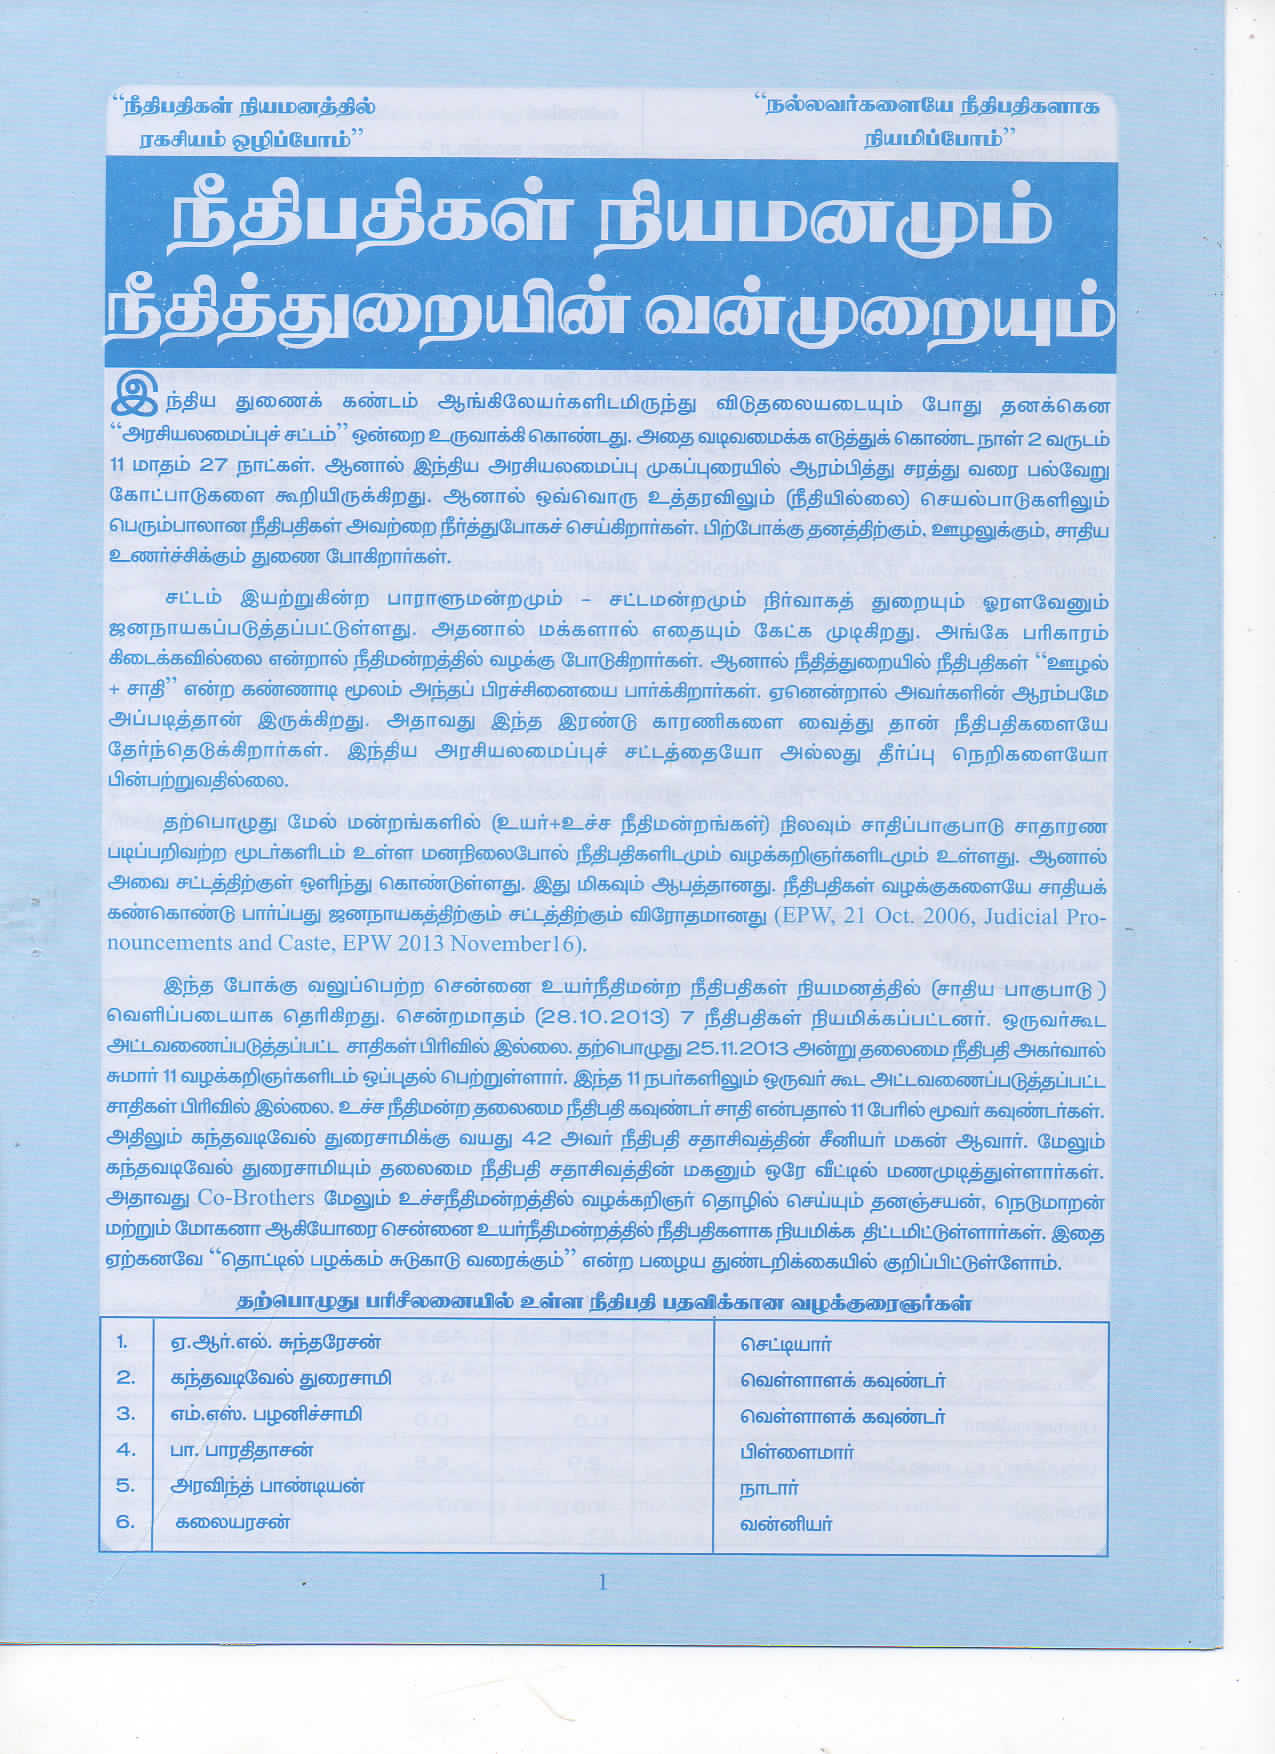 “நீதிபதிகள் நியமனத்தில்
ரகசியம் ஒழிப்போம்”
“நல்லவர்களையே நீதிபதிகளாக
நியமிப்போம்”
நீதிபதிகள் நியமனமும்
நீதித்துறையின் வன்முறையும்
இந்திய துணைக் கண்டம் ஆங்கிலேயர்களிடமிருந்து விடுதலையடையும் போது தனக்கென
“அரசியலமைப்புச் சட்டம்” ஒன்றை உருவாக்கி கொண்டது. அதை வடிவமைக்க எடுத்துக் கொண்ட நாள் 2 வருடம்
11 மாதம் 27 நாட்கள். ஆனால் இந்திய அரசியலமைப்பு முகப்புரையில் ஆரம்பித்து சரத்து வரை பல்வேறு
கோட்பாடுகளை கூறியிருக்கிறது. ஆனால் ஒவ்வொரு உத்தரவிலும் (நீதியில்லை) செயல்பாடுகளிலும்
பெரும்பாலான நீதிபதிகள் அவற்றை நீர்த்துபோகச் செய்கிறார்கள். பிற்போக்கு தனத்திற்கும், ஊழலுக்கும், சாதிய
உணர்ச்சிக்கும் துணை போகிறார்கள்.
சட்டம் இயற்றுகின்ற பாராளுமன்றமும் – சட்டமன்றமும் நிர்வாகத் துறையும் ஓரளவேனும்
ஜனநாயகப்படுத்தப்பட்டுள்ளது. அதனால் மக்களால் எதையும் கேட்க முடிகிறது. அங்கே பரிகாரம்
கிடைக்கவில்லை என்றால் நீதிமன்றத்தில் வழக்கு போடுகிறார்கள். ஆனால் நீதித்துறையில் நீதிபதிகள் “ஊழல்
+ சாதி” என்ற கண்ணாடி மூலம் அந்தப் பிரச்சினையை பார்க்கிறார்கள். ஏனென்றால் அவர்களின் ஆரம்பமே
அப்படித்தான் இருக்கிறது. அதாவது இந்த இரண்டு காரணிகளை வைத்து தான் நீதிபதிகளையே
தேர்ந்தெடுக்கிறார்கள். இந்திய அரசியலமைப்புச் சட்டத்தையோ அல்லது தீர்ப்பு நெறிகளையோ
பின்பற்றுவதில்லை.
தற்பொழுது மேல் மன்றங்களில் (உயர்+உச்ச நீதிமன்றங்கள்) நிலவும் சாதிப்பாகுபாடு சாதாரண
படிப்பறிவற்ற மூடர்களிடம் உள்ள மனநிலைபோல் நீதிபதிகளிடமும் வழக்கறிஞர்களிடமும் உள்ளது. ஆனால்
அவை சட்டத்திற்குள் ஒளிந்து கொண்டுள்ளது. இது மிகவும் ஆபத்தானது. நீதிபதிகள் வழக்குகளையே சாதியக்
கண்கொண்டு பார்ப்பது ஜனநாயகத்திற்கும் சட்டத்திற்கும் விரோதமானது (EPW, 21 Oct. 2006, Judicial Pro-
nouncements and Caste, EPW 2013 November16).
இந்த போக்கு வலுப்பெற்ற சென்னை உயர்நீதிமன்ற நீதிபதிகள் நியமனத்தில் (சாதிய பாகுபாடு )
வெளிப்படையாக தெரிகிறது. சென்றமாதம் (28.10.2013) 7 நீதிபதிகள் நியமிக்கப்பட்டனர். ஒருவர்கூட
அட்டவணைப்படுத்தப்பட்ட சாதிகள் பிரிவில் இல்லை. தற்பொழுது 25.11.2013 அன்று தலைமை நீதிபதி அகர்வால்
சுமார் 11 வழக்கறிஞர்களிடம் ஒப்புதல் பெற்றுள்ளார். இந்த 11 நபர்களிலும் ஒருவர் கூட அட்டவணைப்படுத்தப்பட்ட
சாதிகள் பிரிவில் இல்லை. உச்ச நீதிமன்ற தலைமை நீதிபதி கவுண்டர் சாதி என்பதால் 11 பேரில் மூவர் கவுண்டர்கள்.
அதிலும் கந்தவடிவேல் துரைசாமிக்கு வயது 42 அவர் நீதிபதி சதாசிவத்தின் சீனியர் மகன் ஆவார். மேலும்
கந்தவடிவேல் துரைசாமியும் தலைமை நீதிபதி சதாசிவத்தின் மகனும் ஒரே வீட்டில் மணமுடித்துள்ளார்கள்.
அதாவது Co-Brothers மேலும் உச்சநீதிமன்றத்தில் வழக்கறிஞர் தொழில் செய்யும் தனஞ்சயன், நெடுமாறன்
மற்றும் மோகனா ஆகியோரை சென்னை உயர்நீதிமன்றத்தில் நீதிபதிகளாக நியமிக்க திட்டமிட்டுள்ளார்கள். இதை
ஏற்கனவே “தொட்டில் பழக்கம் சுடுகாடு வரைக்கும்” என்ற பழைய துண்டறிக்கையில் குறிப்பிட்டுள்ளோம்.
தற்பொழுது பரிசீலனையில் உள்ள நீதிபதி பதவிக்கான வழக்குரைஞர்கள்
1. ஏ.ஆர்.எல். சுந்தரேசன் செட்டியார்
2. கந்தவடிவேல் துரைசாமி வெள்ளாளக் கவுண்டர்
3. எம்.எஸ். பழனிச்சாமி வெள்ளாளக் கவுண்டர்
4. பா. பாரதிதாசன் பிள்ளைமார்
5. அரவிந்த் பாண்டியன் நாடார்
6. கலையரசன் வன்னியர்
1